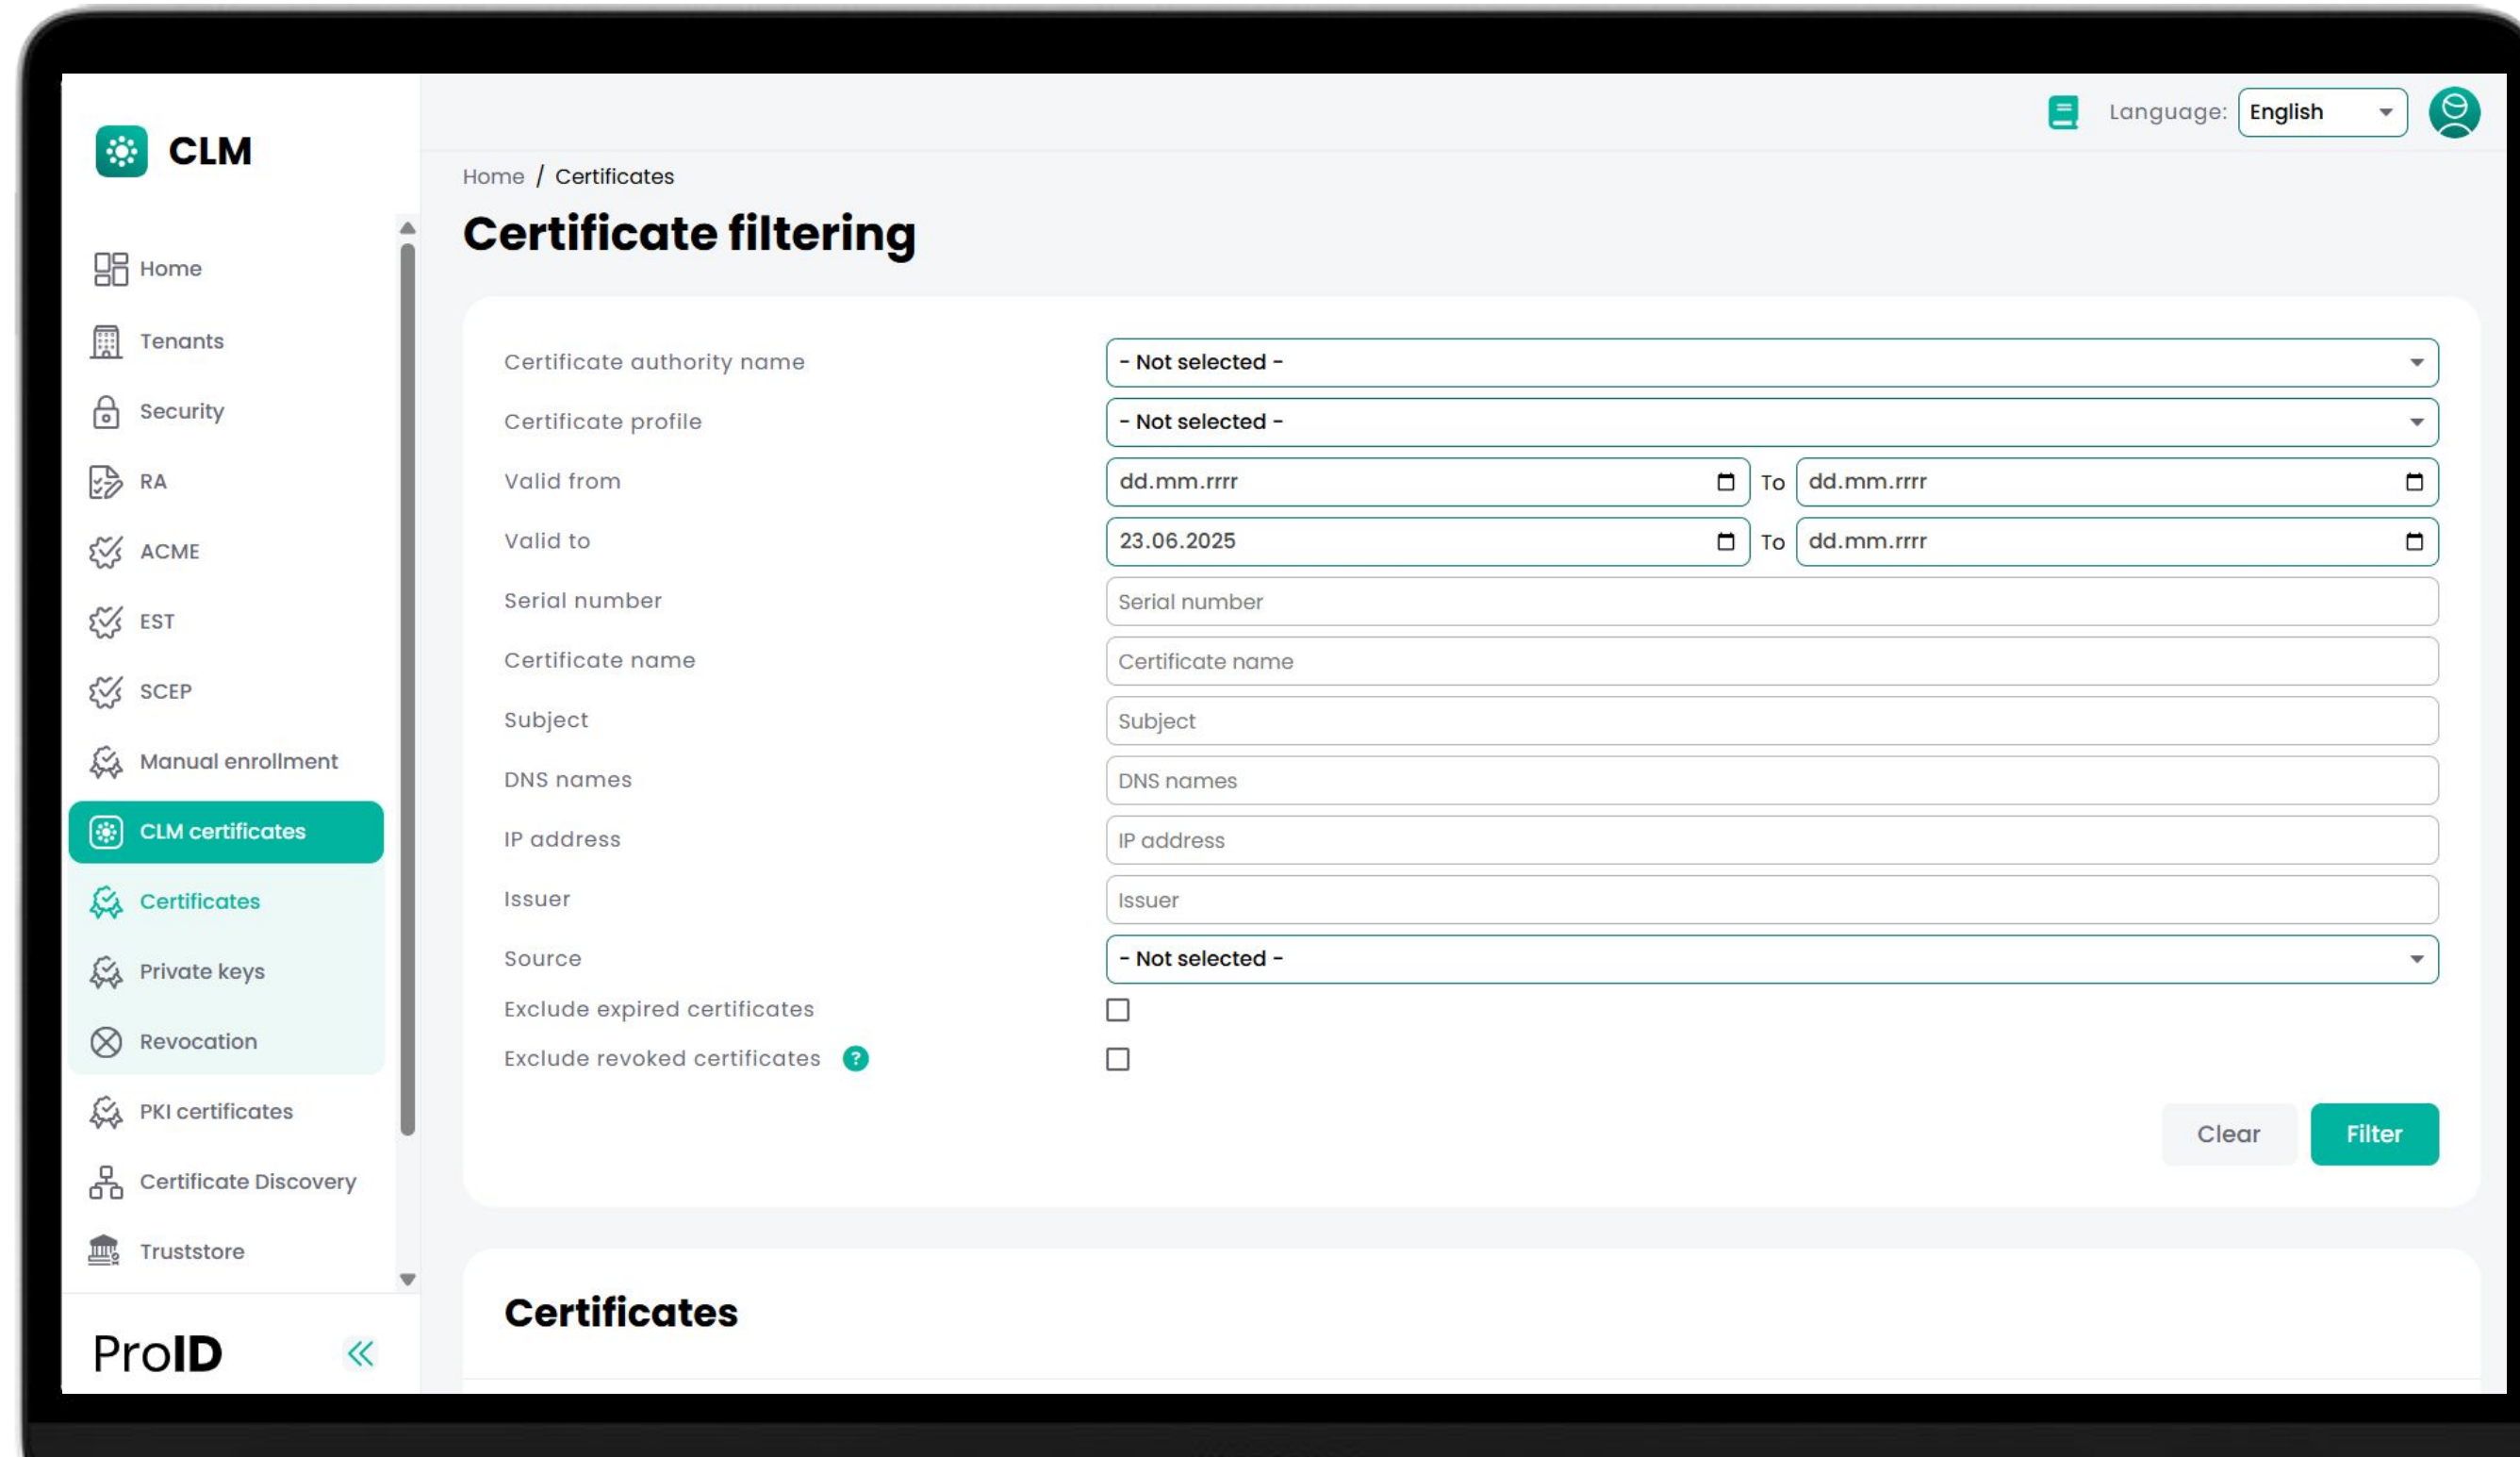 CLM
Home
Tenants
Security
RA
ACME
EST
SCEP
Manual enrollment
CLM certificates
Certificates
Private keys
Revocation
PKI certificates
Certificate Discovery
Truststore
ProID
Language: English
Home / Certificates
Certificate filtering
Certificate authority name - Not selected -
Certificate profile - Not selected -
Valid from dd.mm.rrrr To dd.mm.rrrr
Valid to 23.06.2025 To dd.mm.rrrr
Serial number Serial number
Certificate name Certificate name
Subject Subject
DNS names DNS names
IP address IP address
Issuer Issuer
Source - Not selected -
Exclude expired certificates
Exclude revoked certificates ?
Clear Filter
Certificates